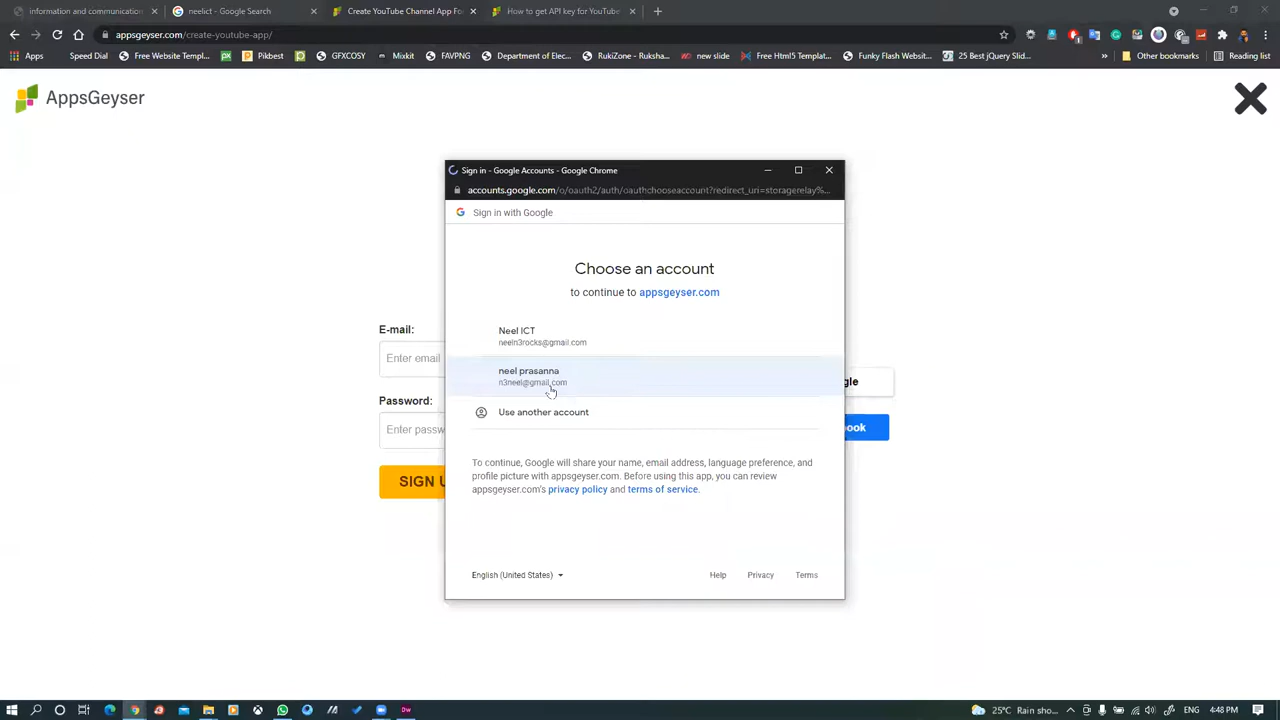 information and communication
neelict - Google Search
Create YouTube Channel App Fo
How to get API key for YouTube
appsgeyser.com/create-youtube-app/
Apps
Speed Dial
Free Website Templ...
Pikbest
GFXCOSY
Mixkit
FAVPNG
Department of Elec...
RukiZone - Ruksha...
new slide
Free Html5 Templat...
Funky Flash Websit...
25 Best jQuery Slid...
»
Other bookmarks
Reading list
AppsGeyser
Sign in - Google Accounts - Google Chrome
accounts.google.com/o/oauth2/auth/oauthchooseaccount?redirect_uri=storagerelay%...
Sign in with Google
Choose an account
to continue to appsgeyser.com
Neel ICT
neeln3rocks@gmail.com
neel prasanna
n3neel@gmail.com
Use another account
To continue, Google will share your name, email address, language preference, and
profile picture with appsgeyser.com. Before using this app, you can review
appsgeyser.com's privacy policy and terms of service.
English (United States)
Help
Privacy
Terms
E-mail:
Enter email
Password:
Enter passw
SIGN U
gle
ook
25°C Rain sho...
ENG
4:48 PM